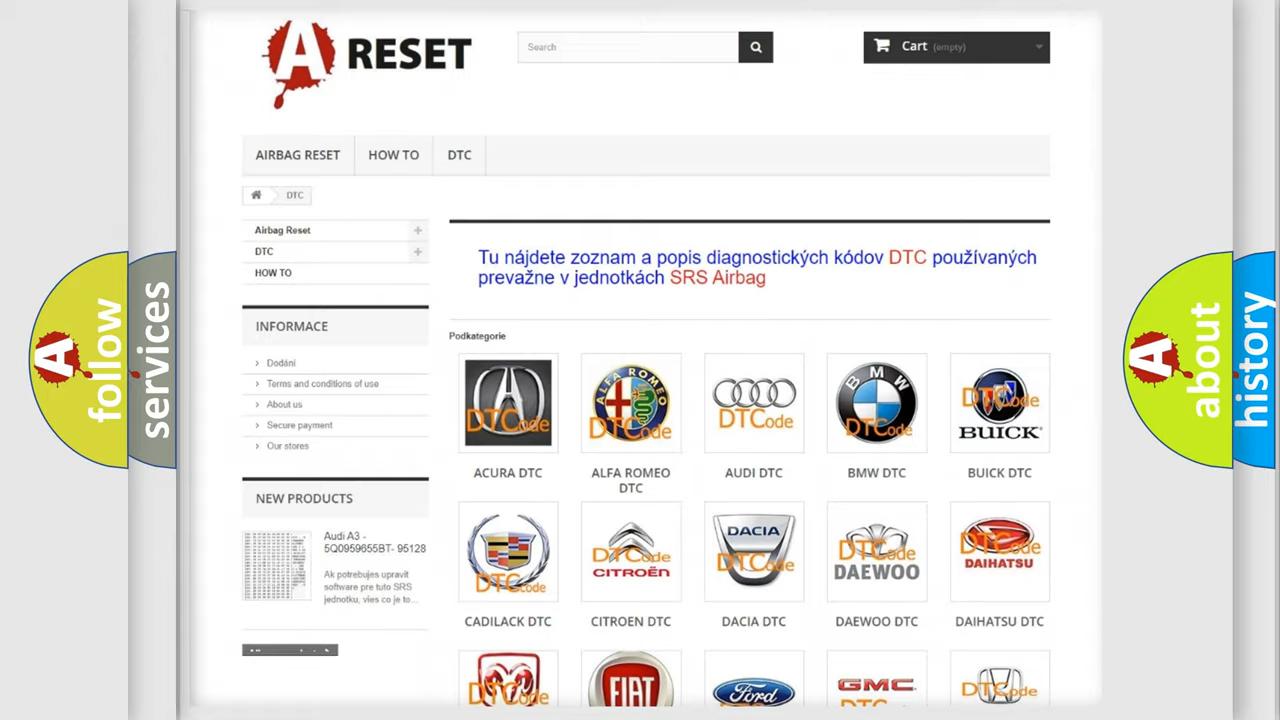 A RESET
Search
Cart (empty)
AIRBAG RESET
HOW TO
DTC
DTC
Airbag Reset
DTC
HOW TO
INFORMACE
Dodání
Terms and conditions of use
About us
Secure payment
Our stores
NEW PRODUCTS
Audi A3 -
5Q0959655BT- 95128
Ak potrebujes upravit
software pre tuto SRS
jednotku, vies co je to...
Tu nájdete zoznam a popis diagnostických kódov DTC používaných
prevažne v jednotkách SRS Airbag
Podkategorie
DTCode
ALFA ROMEO
DTCode
DTCode
BMW
DTCode
DTCode
BUICK
ACURA DTC
ALFA ROMEO
DTC
AUDI DTC
BMW DTC
BUICK DTC
DTCode
DTCode
CITROËN
DACIA
DTCode
DTCode
DAEWOO
DTCode
DAIHATSU
CADILACK DTC
CITROEN DTC
DACIA DTC
DAEWOO DTC
DAIHATSU DTC
DTCode
FIAT
Ford
GMC
DTCode
A follow
services
A about
history